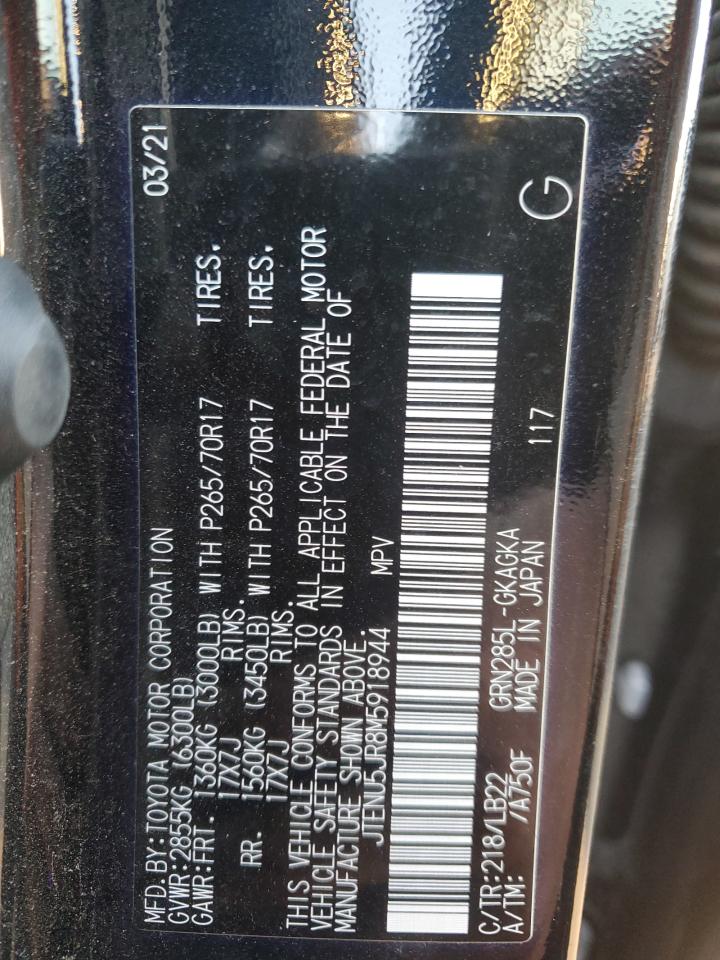 MFD. BY:TOYOTA MOTOR CORPORATION 03/21
GVWR:2855KG (6300LB)
GAWR:FRT. 1360KG (3000LB) WITH P265/70R17 TIRES.
17X7J RIMS.
RR. 1560KG (3450LB) WITH P265/70R17 TIRES.
17X7J RIMS.
THIS VEHICLE CONFORMS TO ALL APPLICABLE FEDERAL MOTOR
VEHICLE SAFETY STANDARDS IN EFFECT ON THE DATE OF
MANUFACTURE SHOWN ABOVE.
JTENU5JR8M5918944 MPV
C/TR:218/LB22 GRN285L-GKAGKA 117
A/TM: /A750F MADE IN JAPAN G